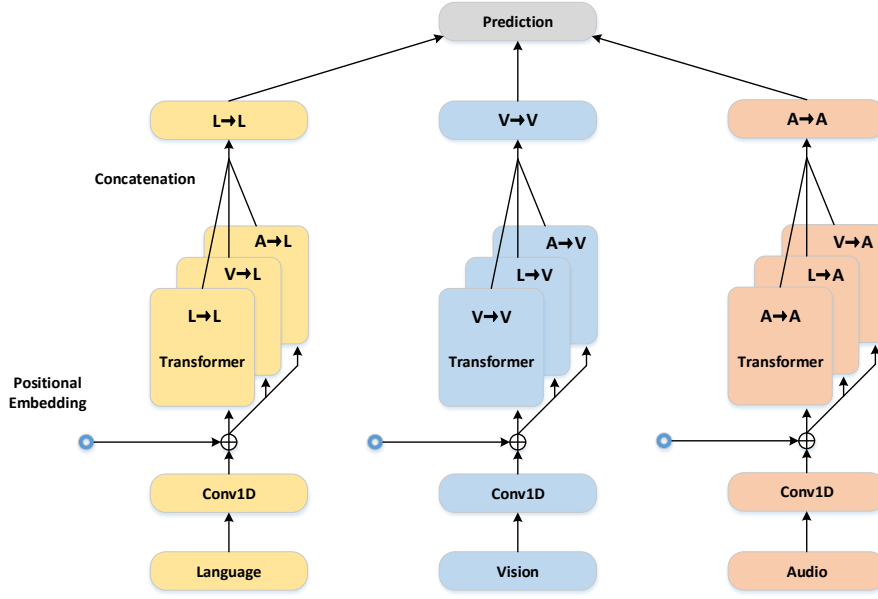 Prediction
L→L
V→V
A→A
Concatenation
A→L
V→L
L→L
Transformer
A→V
L→V
V→V
Transformer
V→A
L→A
A→A
Transformer
Positional
Embedding
Conv1D
Conv1D
Conv1D
Language
Vision
Audio